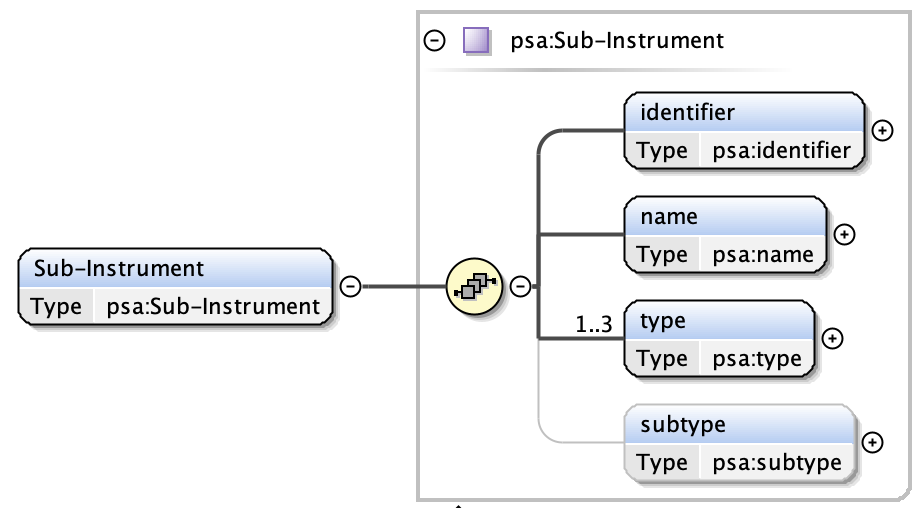 psa:Sub-Instrument
identifier
Type psa:identifier
name
Type psa:name
Sub-Instrument
Type psa:Sub-Instrument
1..3
type
Type psa:type
subtype
Type psa:subtype